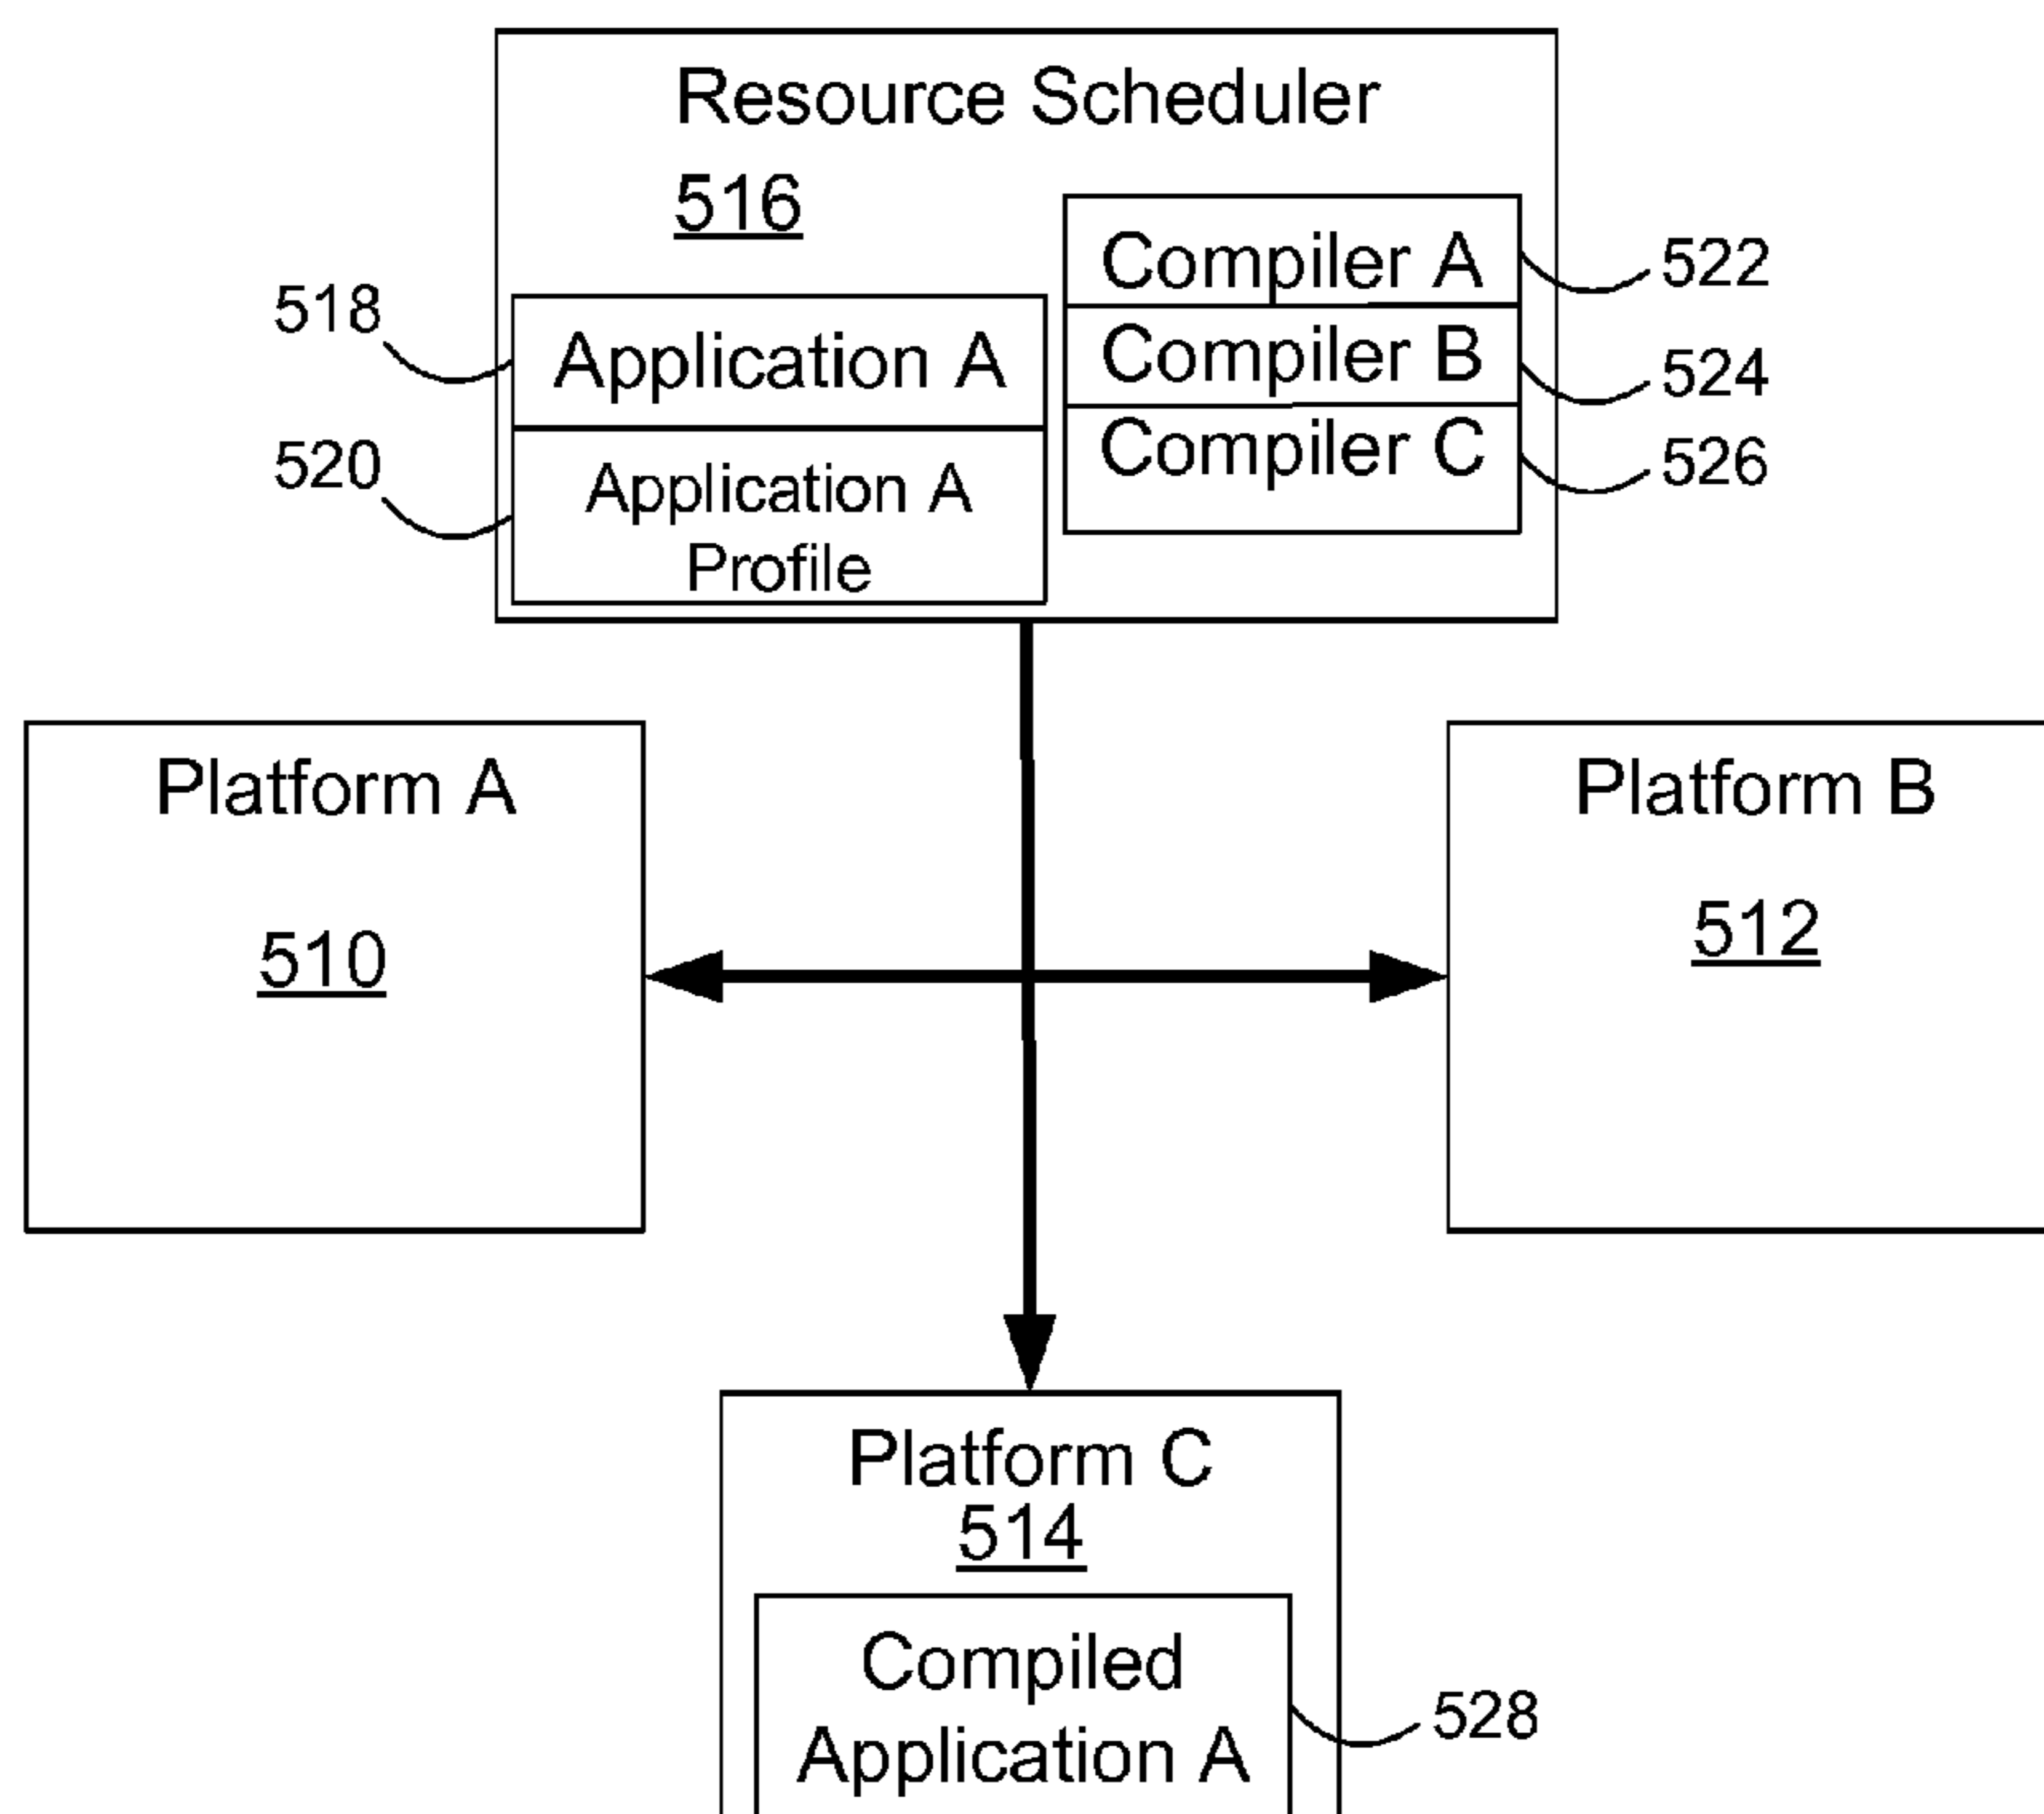 Resource Scheduler
516
Compiler A
522
518
Application A
Compiler B
524
520
Application A
Profile
Compiler C
526
Platform A
510
Platform B
512
Platform C
514
Compiled
Application A
528